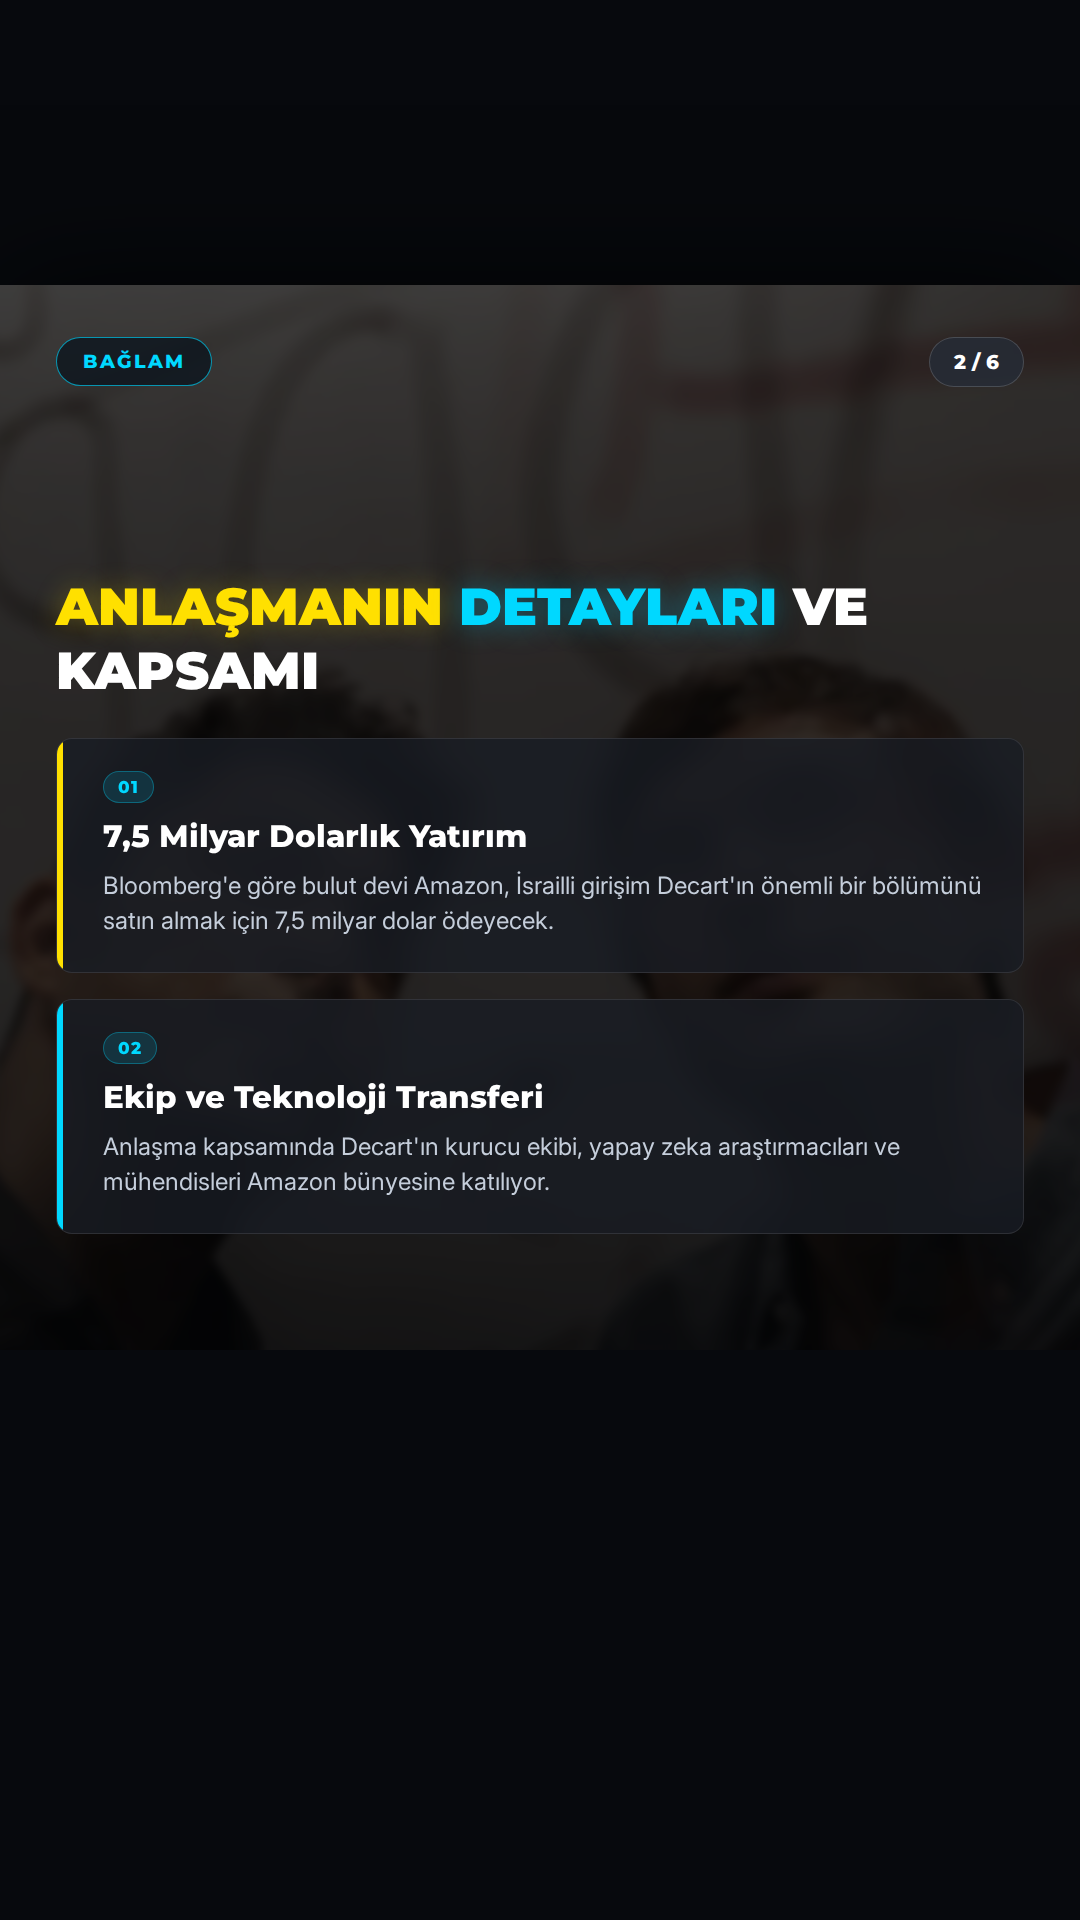 BAĞLAM
2 / 6
ANLAŞMANIN DETAYLARI VE
KAPSAMI
01
7,5 Milyar Dolarlık Yatırım
Bloomberg'e göre bulut devi Amazon, İsrailli girişim Decart'ın önemli bir bölümünü
satın almak için 7,5 milyar dolar ödeyecek.
02
Ekip ve Teknoloji Transferi
Anlaşma kapsamında Decart'ın kurucu ekibi, yapay zeka araştırmacıları ve
mühendisleri Amazon bünyesine katılıyor.